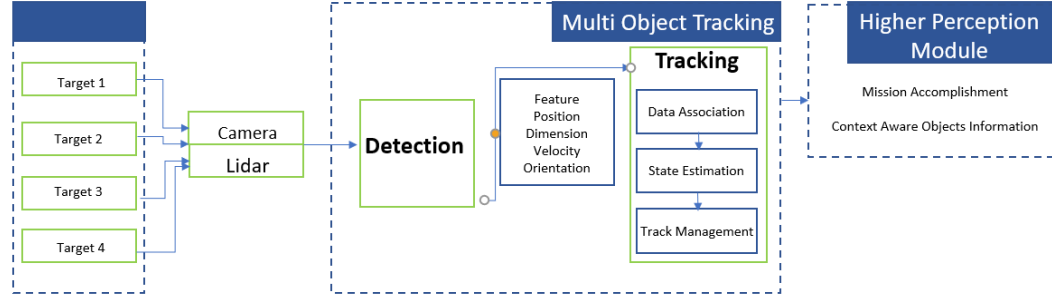 Multi Object Tracking
Higher Perception
Module
Target 1
Target 2
Target 3
Target 4
Camera
Lidar
Detection
Feature
Position
Dimension
Velocity
Orientation
Tracking
Data Association
State Estimation
Track Management
Mission Accomplishment
Context Aware Objects Information